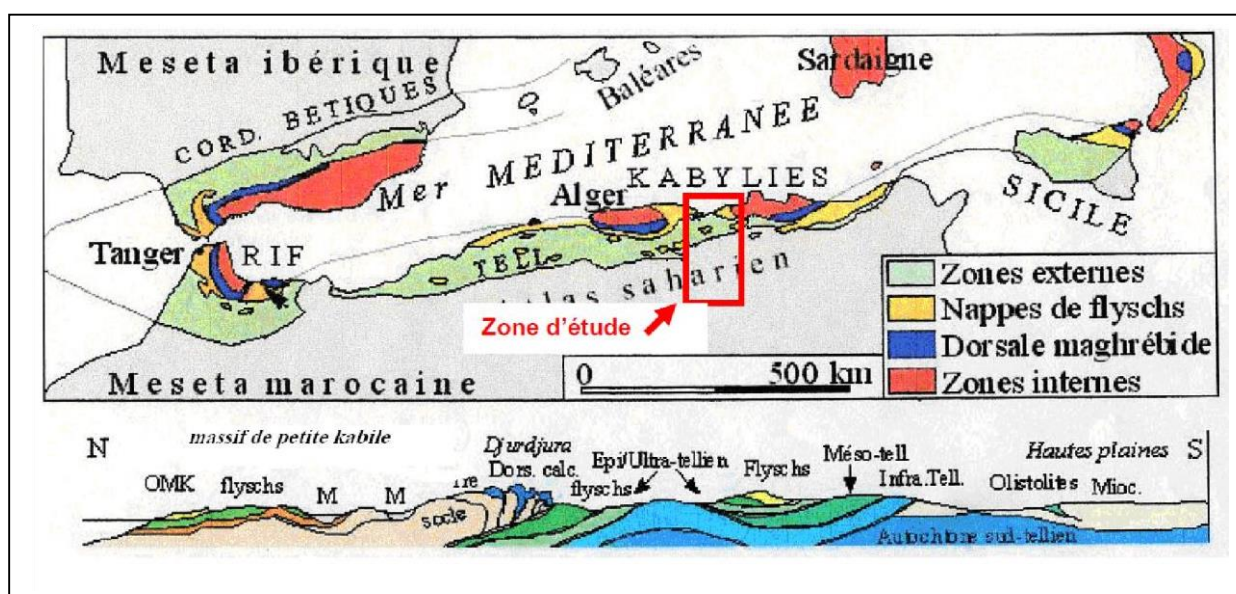 Meseta ibérique
CORD. BETIQUES
Baléares
Sardaigne
Mer MEDITERRANEE
Alger
KABYLIES
SICILE
Tanger
RIF
TELL
saharien
Zone d'étude
Meseta marocaine
0 500 km
Zones externes
Nappes de flyschs
Dorsale maghrébide
Zones internes
N
massif de petite kabile
Djurdjura
Hautes plaines S
OMK
flyschs
M
M
socle
Dors. calc.
flyschs
Epi/Ultra-tellien
Flyschs
Méso-tell.
Infra.Tell.
Olistolites
Mioc.
Autochtone sud-tellien